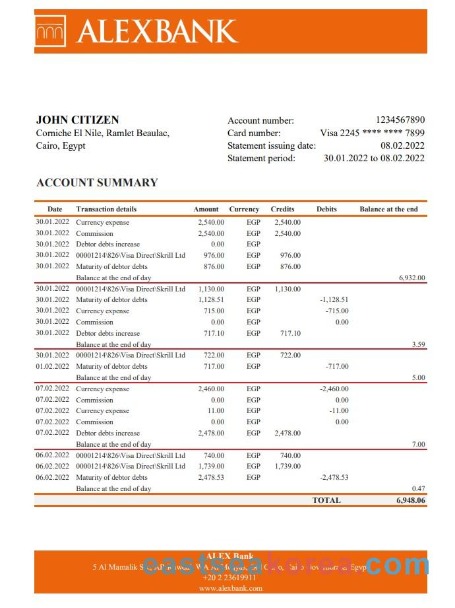 ALEXBANK
JOHN CITIZEN
Corniche El Nile, Ramlet Beaulac,
Cairo, Egypt
Account number: 1234567890
Card number: Visa 2245 **** **** 7899
Statement issuing date: 08.02.2022
Statement period: 30.01.2022 to 08.02.2022
ACCOUNT SUMMARY
Date Transaction details Amount Currency Credits Debits Balance at the end
30.01.2022 Currency expense 2,540.00 EGP 2,540.00
30.01.2022 Commission 2,540.00 EGP 2,540.00
30.01.2022 Debtor debts increase 0.00 EGP
30.01.2022 00001214\826\Visa Direct\Skrill Ltd 976.00 EGP 976.00
30.01.2022 Maturity of debtor debts 876.00 EGP 876.00
Balance at the end of day 6,932.00
30.01.2022 00001214\826\Visa Direct\Skrill Ltd 1,130.00 EGP 1,130.00
30.01.2022 Maturity of debtor debts 1,128.51 EGP -1,128.51
30.01.2022 Currency expense 715.00 EGP -715.00
30.01.2022 Commission 0.00 EGP 0.00
30.01.2022 Debtor debts increase 717.10 EGP 717.10
Balance at the end of day 3.59
30.01.2022 00001214\826\Visa Direct\Skrill Ltd 722.00 EGP 722.00
01.02.2022 Maturity of debtor debts 717.00 EGP -717.00
Balance at the end of day 5.00
07.02.2022 Currency expense 2,460.00 EGP -2,460.00
07.02.2022 Commission 0.00 EGP 0.00
07.02.2022 Currency expense 11.00 EGP -11.00
07.02.2022 Commission 0.00 EGP 0.00
07.02.2022 Debtor debts increase 2,478.00 EGP 2,478.00
Balance at the end of day 7.00
06.02.2022 00001214\826\Visa Direct\Skrill Ltd 740.00 EGP 740.00
06.02.2022 00001214\826\Visa Direct\Skrill Ltd 1,739.00 EGP 1,739.00
06.02.2022 Maturity of debtor debts 2,478.53 EGP -2,478.53
Balance at the end of day 0.47
TOTAL 6,948.06
ALEX Bank
5 Al Mamalik Cairo Egypt
+20 2 23619911
www.alexbank.com